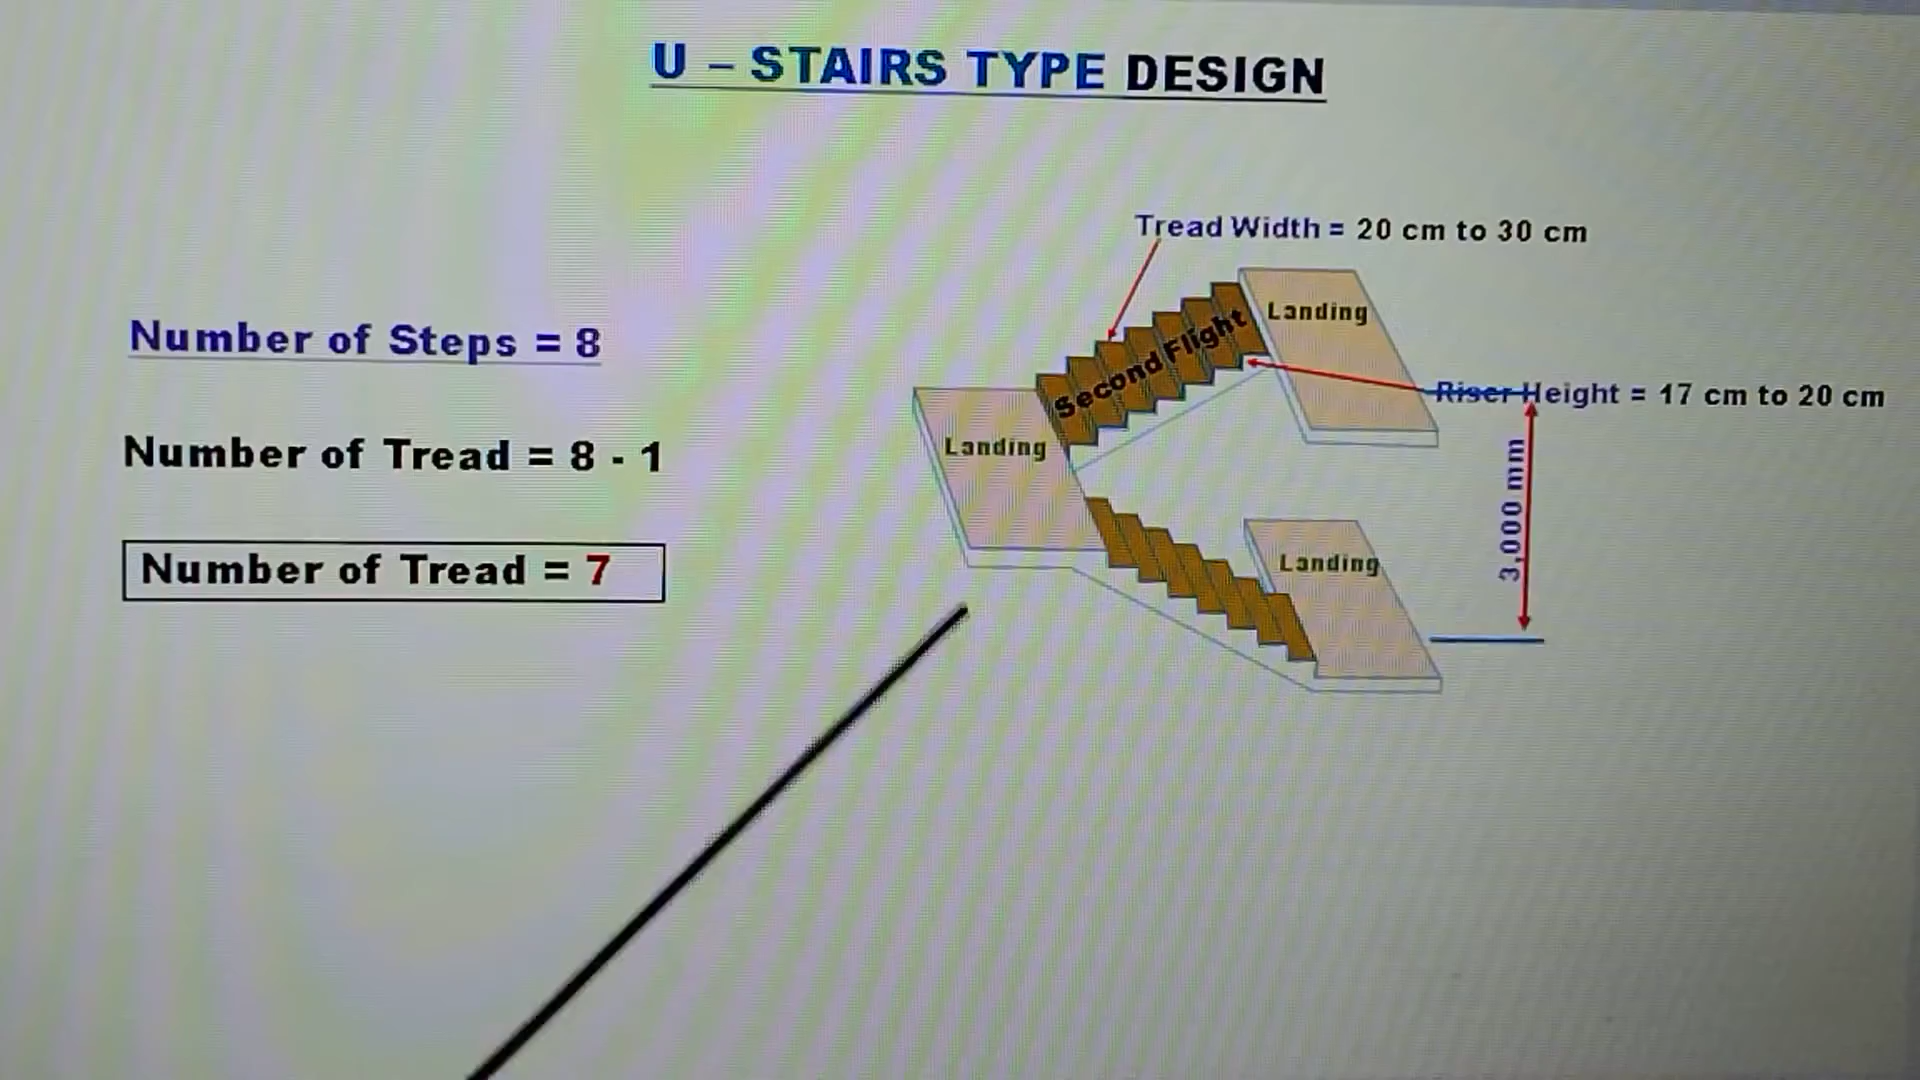 U – STAIRS TYPE DESIGN
Tread Width = 20 cm to 30 cm
Number of Steps = 8
Number of Tread = 8 - 1
Number of Tread = 7
Second Flight
Landing
Landing
Landing
Riser Height = 17 cm to 20 cm
3,000 mm